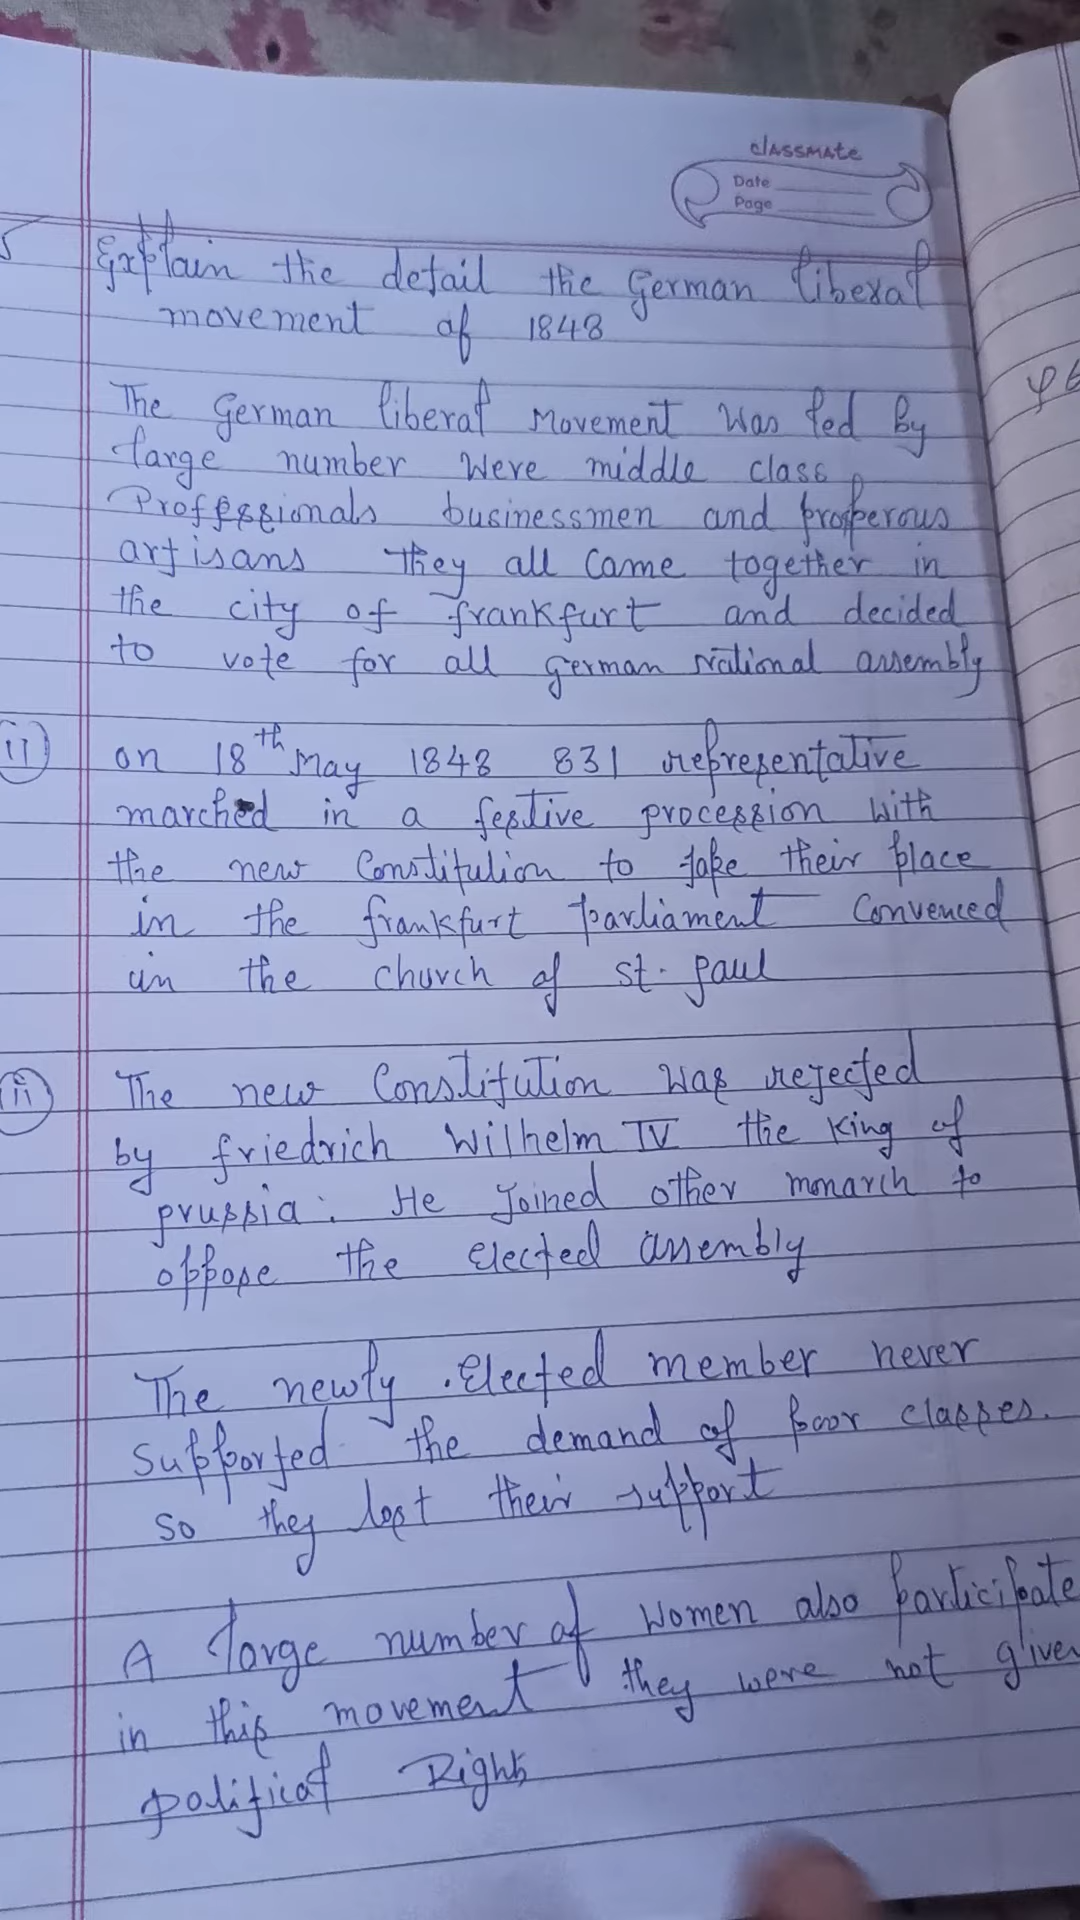 classmate
Date
Page
5 Explain the detail the German liberal
movement of 1848
The German liberal Movement was led by
large number were middle class
Professionals businessmen and prosperous
artisans They all came together in
the city of frankfurt and decided
to vote for all German National assembly
ii on 18th May 1848 831 representative
marched in a festive procession with
the new Constitution to take their place
in the frankfurt parliament Convenced
in the church of st. paul
ii The new Constitution was rejected
by friedrich Wilhelm IV the King of
prussia. He Joined other monarch to
oppose the elected assembly
The newly Elected member never
supported the demand of poor classes.
so they lost their support
A large number of women also participate
in this movement they were not given
political Rights